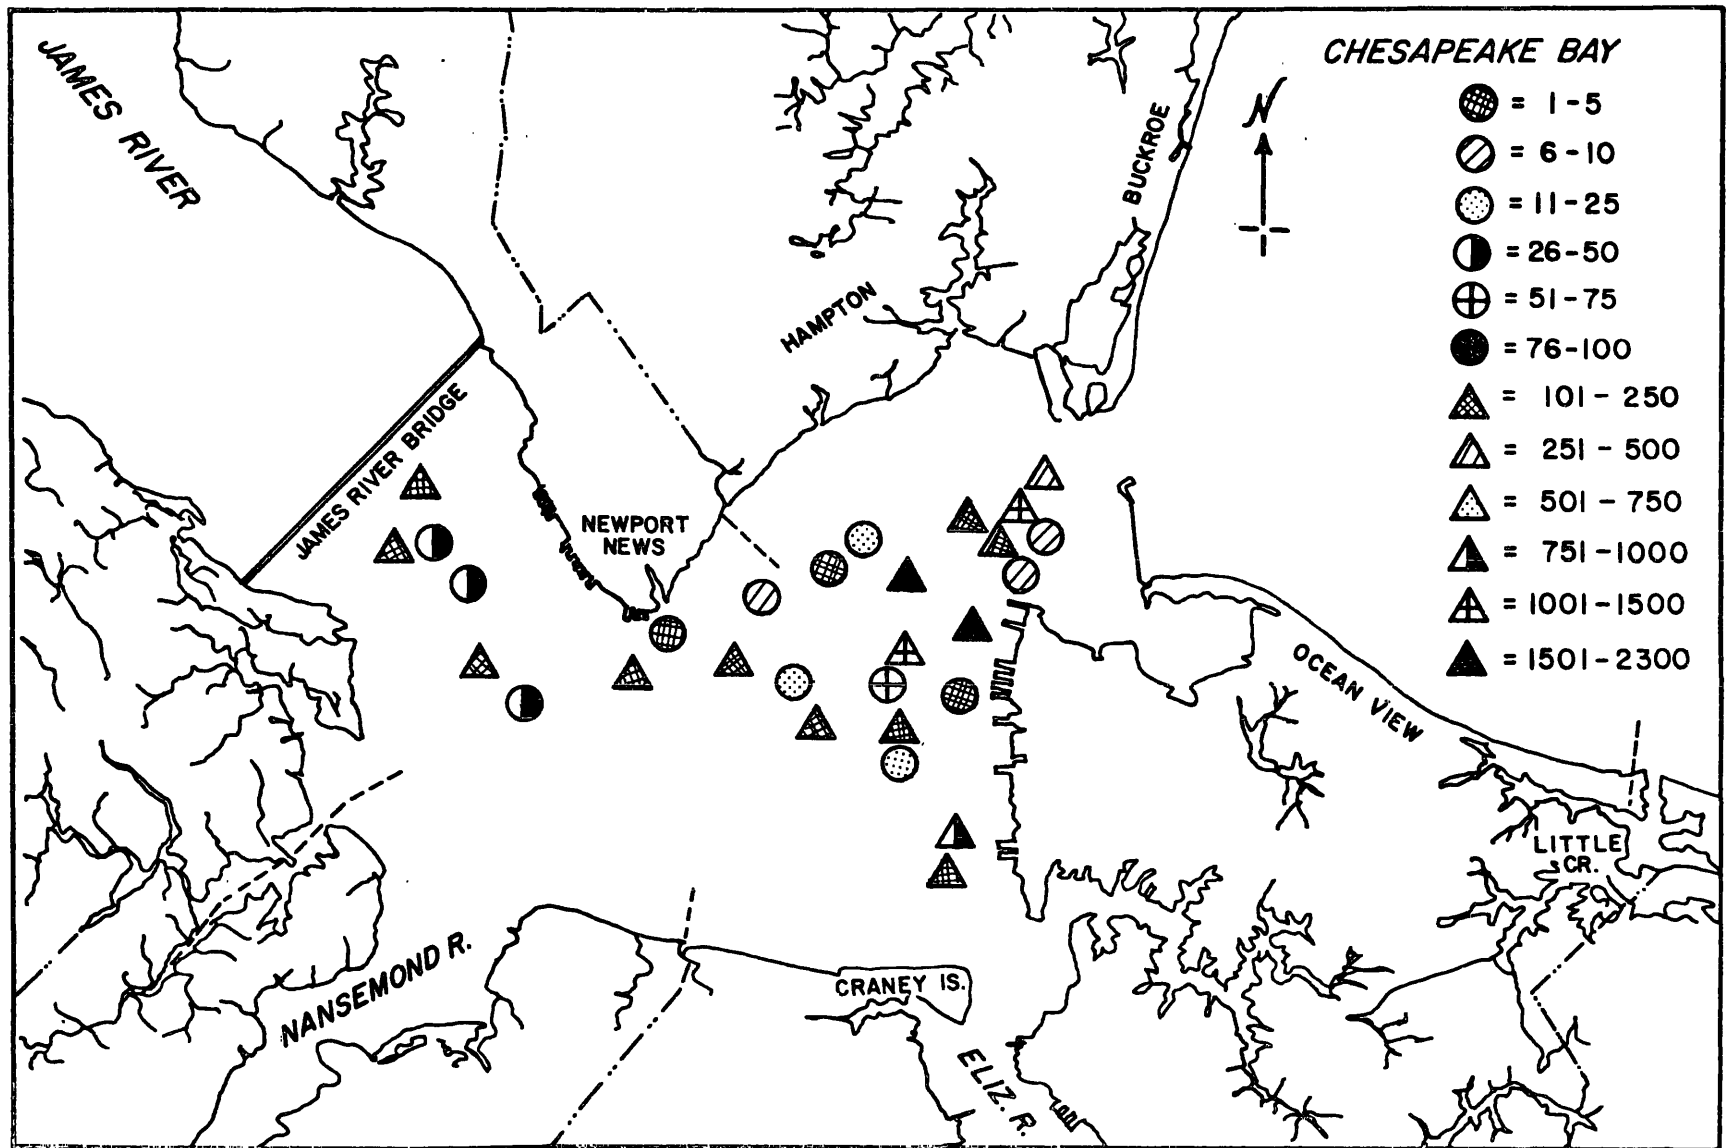 CHESAPEAKE BAY
N
= 1-5
= 6-10
= 11-25
= 26-50
= 51-75
= 76-100
= 101-250
= 251-500
= 501-750
= 751-1000
= 1001-1500
= 1501-2300
JAMES RIVER
BUCKROE
HAMPTON
JAMES RIVER BRIDGE
NEWPORT
NEWS
OCEAN VIEW
LITTLE
CR.
NANSEMOND R.
CRANEY IS.
ELIZ. R.